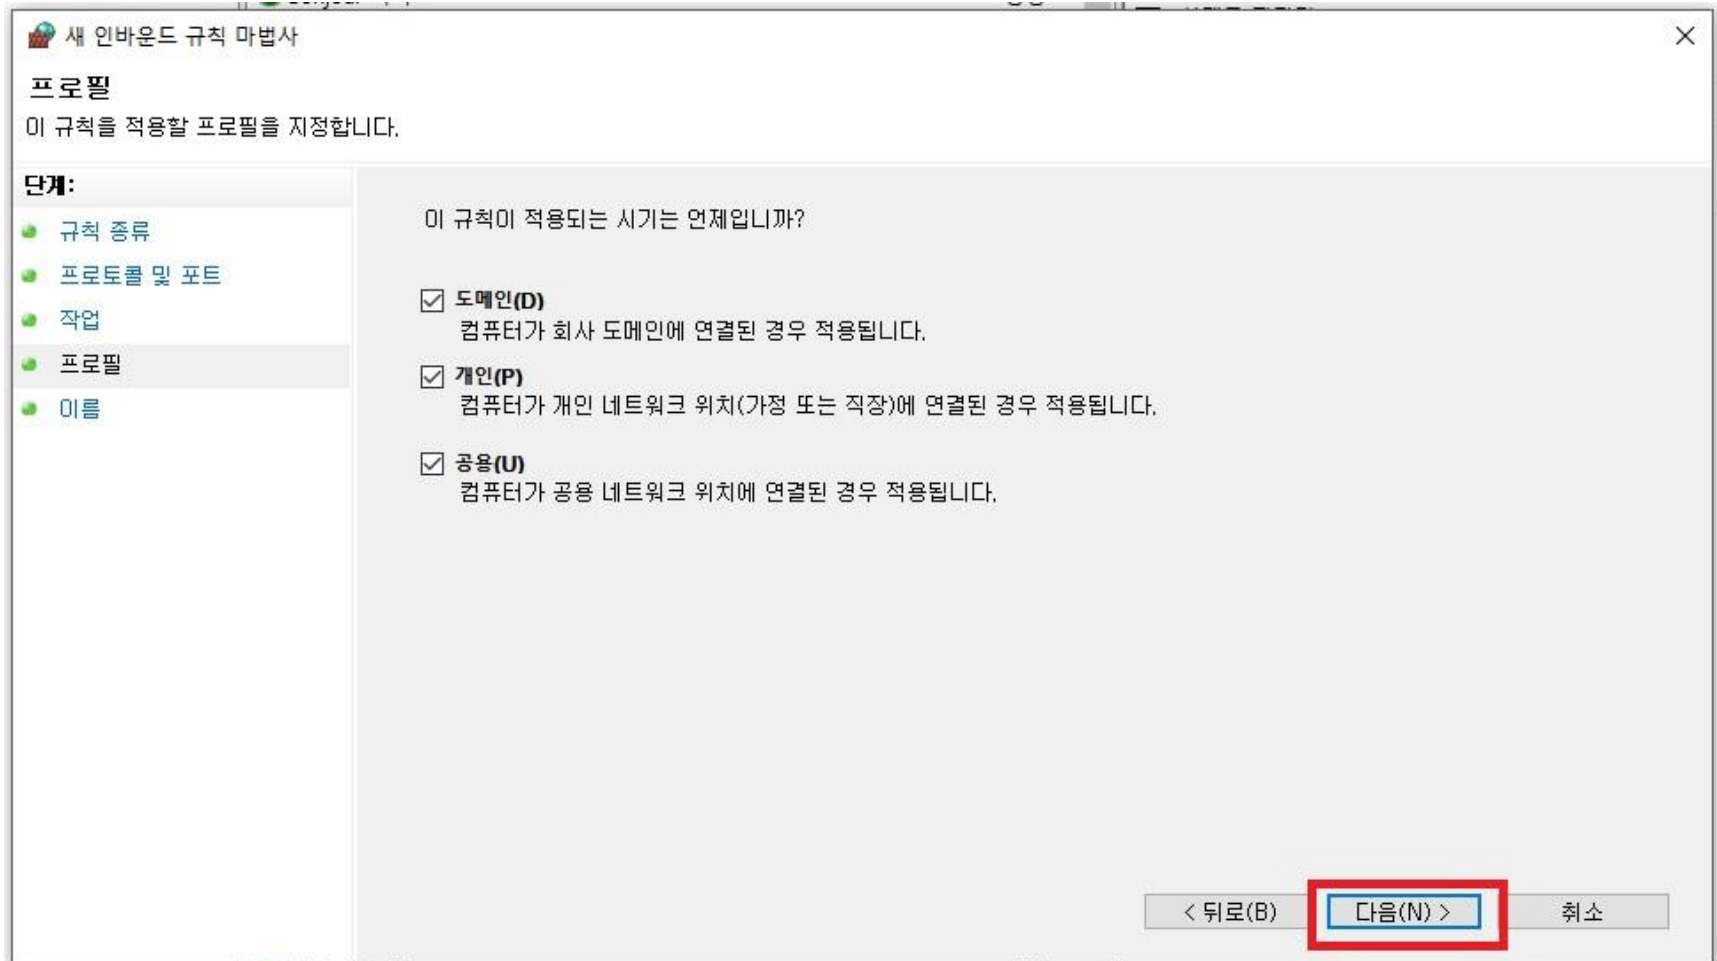 새 인바운드 규칙 마법사
프로필
이 규칙을 적용할 프로필을 지정합니다.
단계:
규칙 종류
프로토콜 및 포트
작업
프로필
이름
이 규칙이 적용되는 시기는 언제입니까?
도메인(D)
컴퓨터가 회사 도메인에 연결된 경우 적용됩니다.
개인(P)
컴퓨터가 개인 네트워크 위치(가정 또는 직장)에 연결된 경우 적용됩니다.
공용(U)
컴퓨터가 공용 네트워크 위치에 연결된 경우 적용됩니다.
< 뒤로(B) 다음(N) > 취소